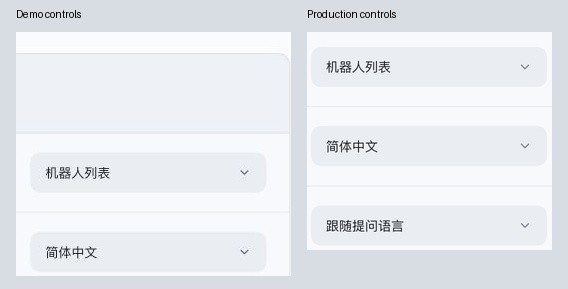 Demo controls
机器人列表
简体中文
Production controls
机器人列表
简体中文
跟随提问语言